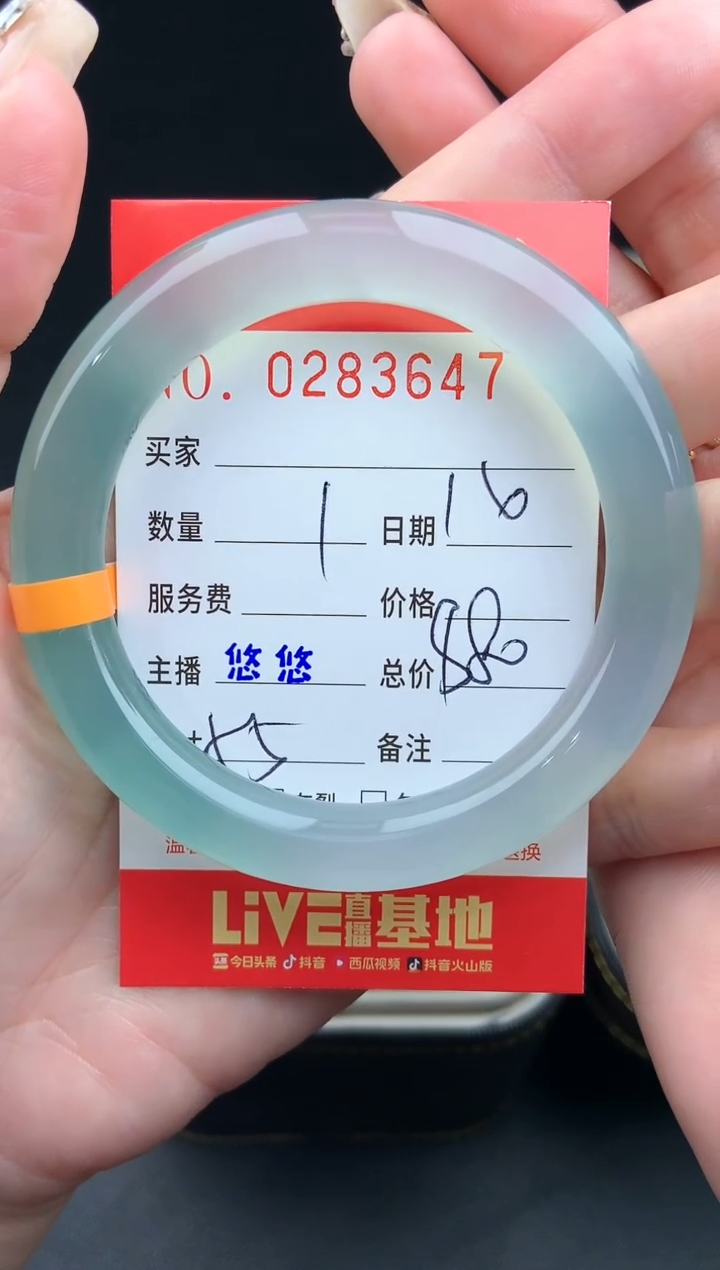 NO. 0283647
买家
数量 1 日期 16
服务费 价格
主播 悠悠 总价
55 备注
LiVE直播基地
今日头条 抖音 西瓜视频 抖音火山版